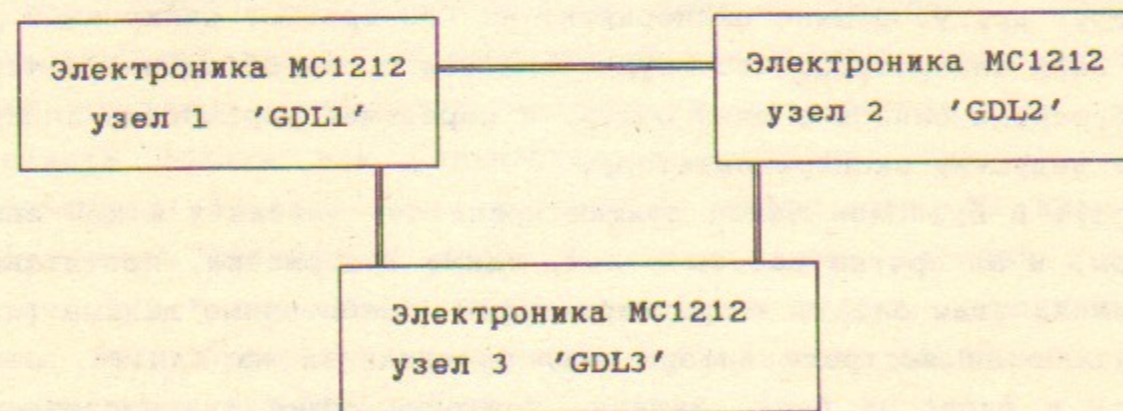 Электроника МС1212
узел 1 'GDL1'
Электроника МС1212
узел 2 'GDL2'
Электроника МС1212
узел 3 'GDL3'